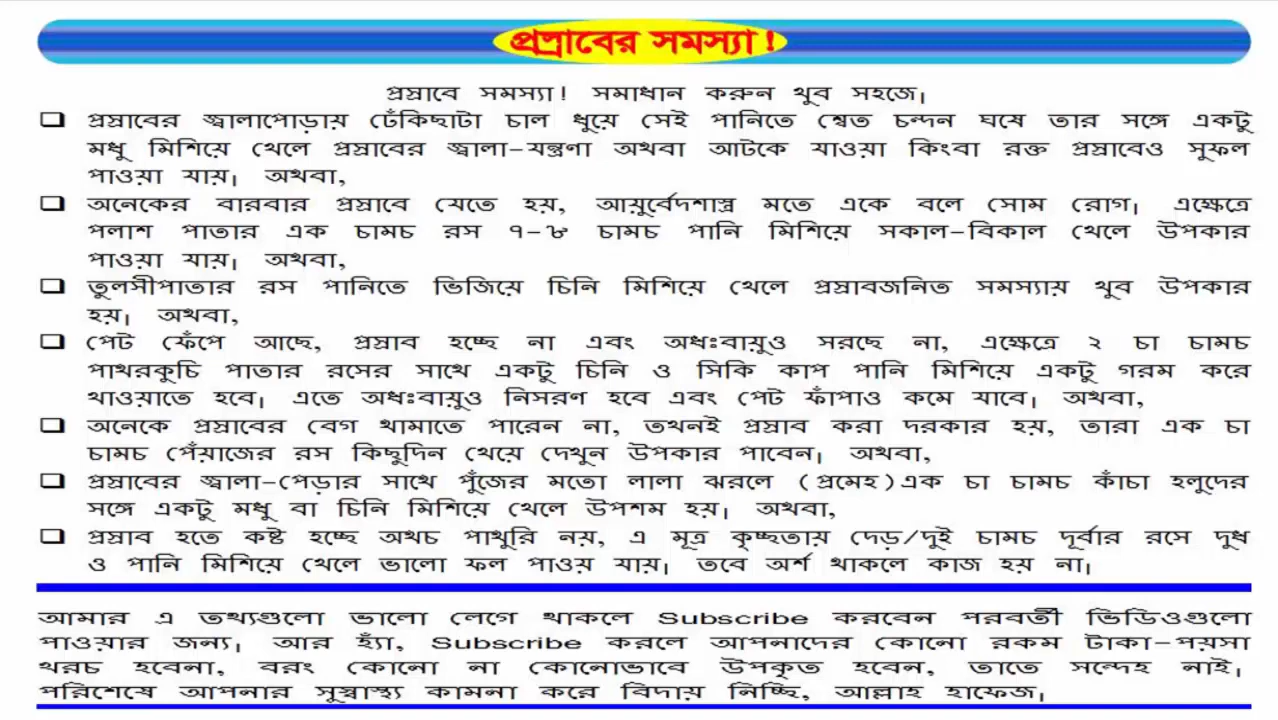 প্রস্রাবের সমস্যা!
প্রস্রাবে সমস্যা! সমাধান করুন খুব সহজে।
❑ প্রস্রাবের জ্বালাপোড়ায় ঢেঁকিছাটা চাল ধুয়ে সেই পানিতে শ্বেত চন্দন ঘষে তার সঙ্গে একটু
মধু মিশিয়ে খেলে প্রস্রাবের জ্বালা-যন্ত্রণা অথবা আটকে যাওয়া কিংবা রক্ত প্রস্রাবেও সুফল
পাওয়া যায়। অথবা,
❑ অনেকের বারবার প্রস্রাবে যেতে হয়, আয়ুর্বেদশাস্ত্র মতে একে বলে সোম রোগ। এক্ষেত্রে
পলাশ পাতার এক চামচ রস ৭-৮ চামচ পানি মিশিয়ে সকাল-বিকাল খেলে উপকার
পাওয়া যায়। অথবা,
❑ তুলসীপাতার রস পানিতে ভিজিয়ে চিনি মিশিয়ে খেলে প্রস্রাবজনিত সমস্যায় খুব উপকার
হয়। অথবা,
❑ পেট ফেঁপে আছে, প্রস্রাব হচ্ছে না এবং অধঃবায়ুও সরছে না, এক্ষেত্রে ২ চা চামচ
পাথরকুচি পাতার রসের সাথে একটু চিনি ও সিকি কাপ পানি মিশিয়ে একটু গরম করে
খাওয়াতে হবে। এতে অধঃবায়ুও নিসরণ হবে এবং পেট ফাঁপাও কমে যাবে। অথবা,
❑ অনেকে প্রস্রাবের বেগ থামাতে পারেন না, তখনই প্রস্রাব করা দরকার হয়, তারা এক চা
চামচ পেঁয়াজের রস কিছুদিন খেয়ে দেখুন উপকার পাবেন। অথবা,
❑ প্রস্রাবের জ্বালা-পেড়ার সাথে পুঁজের মতো লালা ঝরলে (প্রমেহ)এক চা চামচ কাঁচা হলুদের
সঙ্গে একটু মধু বা চিনি মিশিয়ে খেলে উপশম হয়। অথবা,
❑ প্রস্রাব হতে কষ্ট হচ্ছে অথচ পাথুরি নয়, এ মূত্র কৃচ্ছতায় দেড়/দুই চামচ দূর্বার রসে দুধ
ও পানি মিশিয়ে খেলে ভালো ফল পাওয় যায়। তবে অর্শ থাকলে কাজ হয় না।
আমার এ তথ্যগুলো ভালো লেগে থাকলে Subscribe করবেন পরবর্তী ভিডিওগুলো
পাওয়ার জন্য। আর হ্যঁা, Subscribe করলে আপনাদের কোনো রকম টাকা-পয়সা
খরচ হবেনা, বরং কোনো না কোনোভাবে উপকৃত হবেন, তাতে সন্দেহ নাই।
পরিশেষে আপনার সুস্বাস্থ্য কামনা করে বিদায় নিচ্ছি, আল্লাহ হাফেজ।